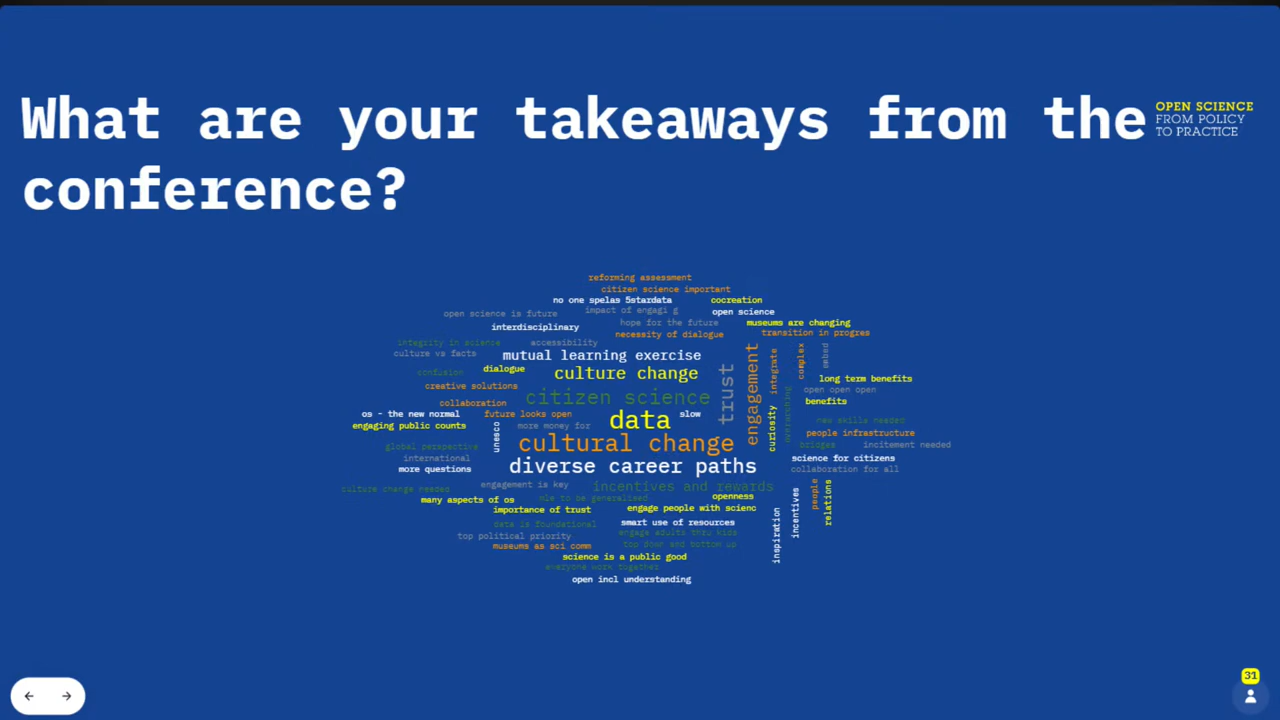 What are your takeaways from the
conference?
OPEN SCIENCE
FROM POLICY
TO PRACTICE
reforming assessment
citizen science important
no one spelas 5stardata
cocreation
open science is future
impact of engagi g
open science
interdisciplinary
hope for the future
museums are changing
necessity of dialogue
transition in progres
integrity in science
accessibility
culture vs facts
mutual learning exercise
confusion
dialogue
culture change
trust
engagement
integrate
complex
embed
long term benefits
creative solutions
citizen science
open open open
collaboration
benefits
os - the new normal
future looks open
data
slow
curiosity
overarching
engaging public counts
unesco
more money for
new skills needed
people infrastructure
global perspective
cultural change
bridges
incitement needed
international
science for citizens
more questions
diverse career paths
collaboration for all
culture change needed
engagement is key
incentives and rewards
many aspects of os
mle to be generalised
openness
incentives
people
relations
importance of trust
engage people with scienc
data is foundational
smart use of resources
inspiration
top political priority
engage adults thru kids
museums as sci comm
top doer and bottom up
science is a public good
everyone work together
open incl understanding
31